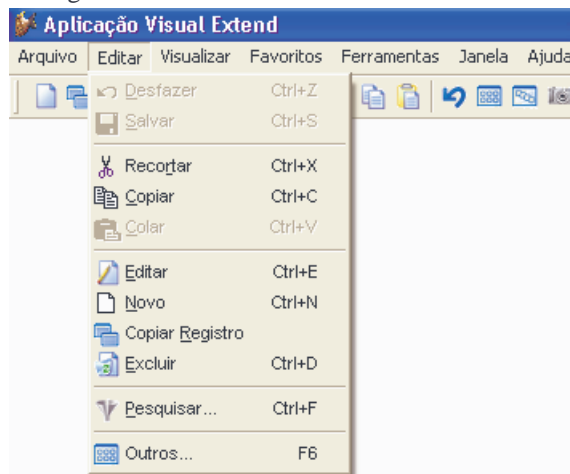 Aplicação Visual Extend
Arquivo Editar Visualizar Favoritos Ferramentas Janela Ajuda
Desfazer Ctrl+Z
Salvar Ctrl+S
Recortar Ctrl+X
Copiar Ctrl+C
Colar Ctrl+V
Editar Ctrl+E
Novo Ctrl+N
Copiar Registro
Excluir Ctrl+D
Pesquisar... Ctrl+F
Outros... F6